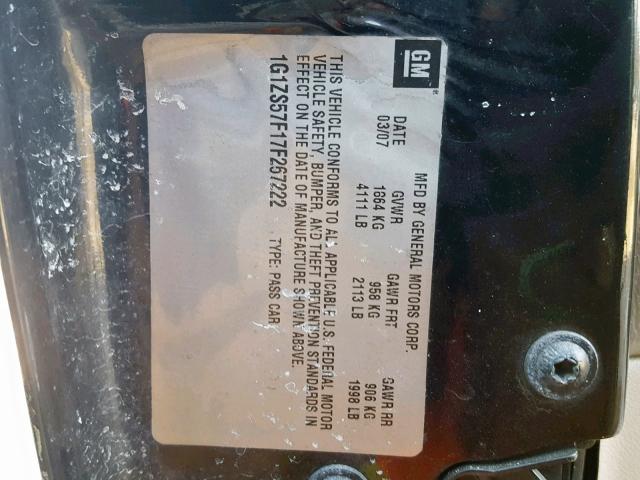 GM
MFD BY GENERAL MOTORS CORP.
DATE GVWR GAWR FRT GAWR RR
03/07 1864 KG 958 KG 906 KG
4111 LB 2113 LB 1998 LB
THIS VEHICLE CONFORMS TO ALL APPLICABLE U.S. FEDERAL MOTOR
VEHICLE SAFETY, BUMPER, AND THEFT PREVENTION STANDARDS IN
EFFECT ON THE DATE OF MANUFACTURE SHOWN ABOVE.
1G1ZS57F17F257222 TYPE: PASS CAR